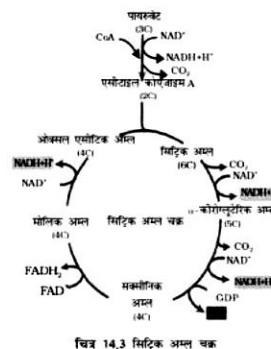 पायरुवेट
(3C)
CoA
NAD⁺
NADH+H⁺
CO₂
एसीटाइल काएंजाइम A
(2C)
ओक्सल एसीटिक अम्ल
(4C)
सिट्रिक अम्ल
(6C)
NADH+H⁺
NAD⁺
CO₂
NAD⁺
NADH+
α-कीटोग्लूटेरिक अम्ल
(5C)
मौलिक अम्ल
(4C)
सिट्रिक अम्ल चक्र
CO₂
NAD⁺
NADH+H⁺
FADH₂
FAD
सक्सीनिक
अम्ल
(4C)
GDP
चित्र 14.3 सिट्रिक अम्ल चक्र